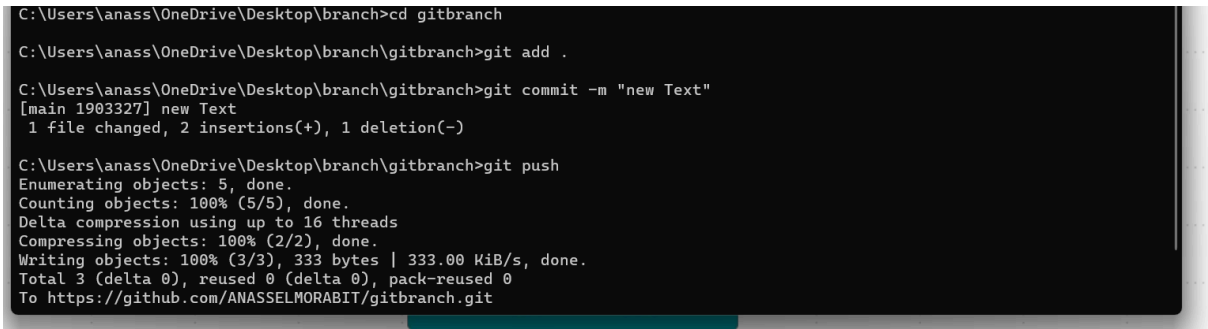 C:\Users\anass\OneDrive\Desktop\branch>cd gitbranch
C:\Users\anass\OneDrive\Desktop\branch\gitbranch>git add .
C:\Users\anass\OneDrive\Desktop\branch\gitbranch>git commit -m "new Text"
[main 1903327] new Text
 1 file changed, 2 insertions(+), 1 deletion(-)
C:\Users\anass\OneDrive\Desktop\branch\gitbranch>git push
Enumerating objects: 5, done.
Counting objects: 100% (5/5), done.
Delta compression using up to 16 threads
Compressing objects: 100% (2/2), done.
Writing objects: 100% (3/3), 333 bytes | 333.00 KiB/s, done.
Total 3 (delta 0), reused 0 (delta 0), pack-reused 0
To https://github.com/ANASSELMORABIT/gitbranch.git